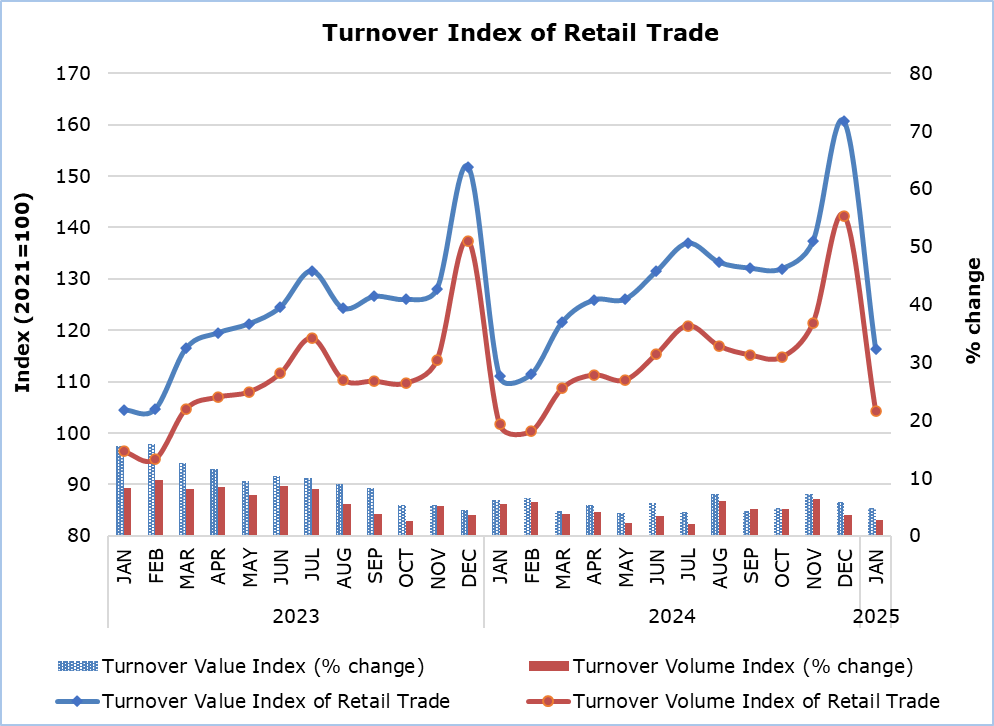 Turnover Index of Retail Trade
170
160
150
140
130
120
110
100
90
80
Index (2021=100)
80
70
60
50
40
30
20
10
0
% change
JAN FEB MAR APR MAY JUN JUL AUG SEP OCT NOV DEC JAN FEB MAR APR MAY JUN JUL AUG SEP OCT NOV DEC JAN
2023 2024 2025
Turnover Value Index (% change) Turnover Volume Index (% change)
Turnover Value Index of Retail Trade Turnover Volume Index of Retail Trade